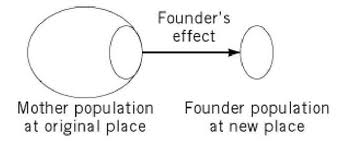 Founder's
effect
Mother population
at original place
Founder population
at new place